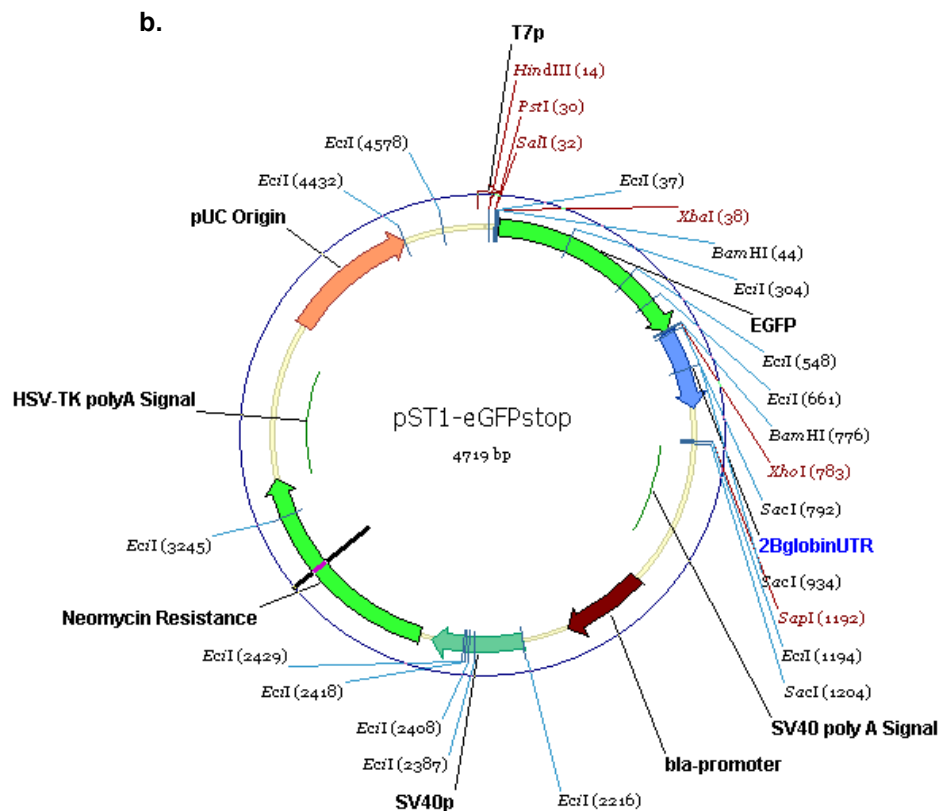 b.
T7p
HindIII (14)
PstI (30)
SalI (32)
EciI (4578)
EciI (37)
EciI (4432)
XbaI (38)
pUC Origin
BamHI (44)
EciI (304)
EGFP
EciI (548)
HSV-TK polyA Signal
EciI (661)
pST1-eGFPstop
BamHI (776)
4719 bp
XhoI (783)
SacI (792)
EciI (3245)
2BglobinUTR
SacI (934)
Neomycin Resistance
SapI (1192)
EciI (2429)
EciI (1194)
EciI (2418)
SacI (1204)
EciI (2408)
SV40 poly A Signal
EciI (2387)
bla-promoter
SV40p
EciI (2216)